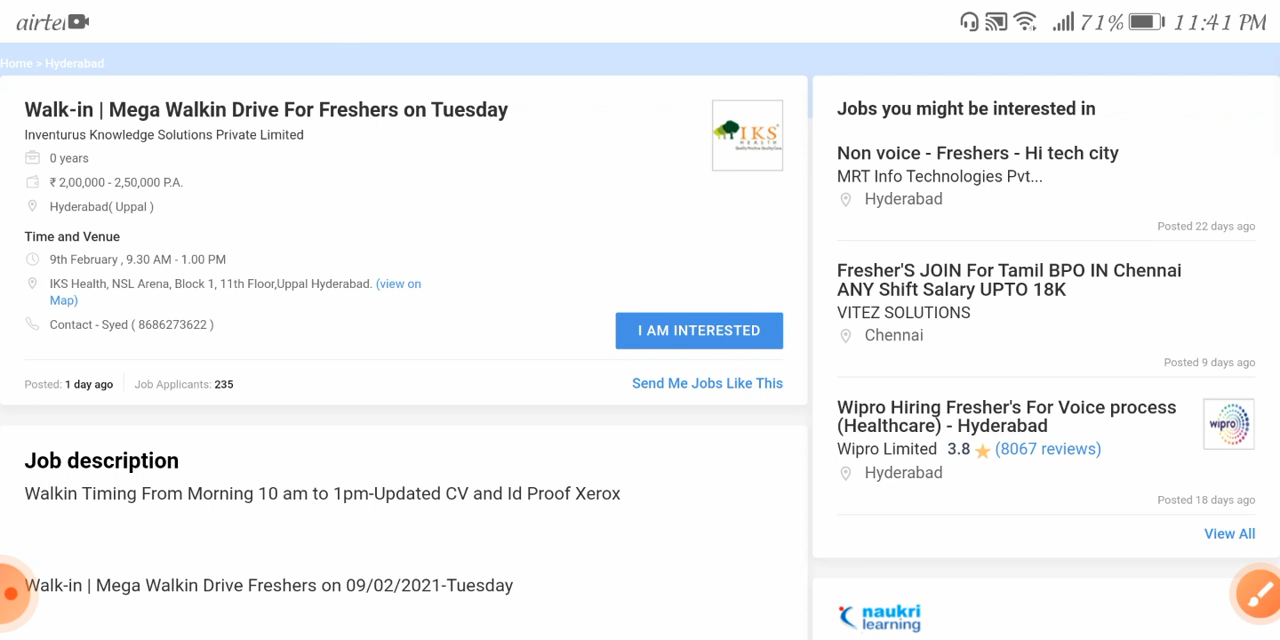 airtel
71% 11:41 PM
Home > Hyderabad
Walk-in | Mega Walkin Drive For Freshers on Tuesday
Inventurus Knowledge Solutions Private Limited
0 years
₹ 2,00,000 - 2,50,000 P.A.
Hyderabad( Uppal )
Time and Venue
9th February , 9.30 AM - 1.00 PM
IKS Health, NSL Arena, Block 1, 11th Floor,Uppal Hyderabad. (view on
Map)
Contact - Syed ( 8686273622 )
I AM INTERESTED
Posted: 1 day ago Job Applicants: 235
Send Me Jobs Like This
IKS
HEALTH
Job description
Walkin Timing From Morning 10 am to 1pm-Updated CV and Id Proof Xerox
Walk-in | Mega Walkin Drive Freshers on 09/02/2021-Tuesday
Jobs you might be interested in
Non voice - Freshers - Hi tech city
MRT Info Technologies Pvt...
Hyderabad
Posted 22 days ago
Fresher'S JOIN For Tamil BPO IN Chennai
ANY Shift Salary UPTO 18K
VITEZ SOLUTIONS
Chennai
Posted 9 days ago
Wipro Hiring Fresher's For Voice process
(Healthcare) - Hyderabad
Wipro Limited 3.8 (8067 reviews)
Hyderabad
wipro
Posted 18 days ago
View All
naukri
learning